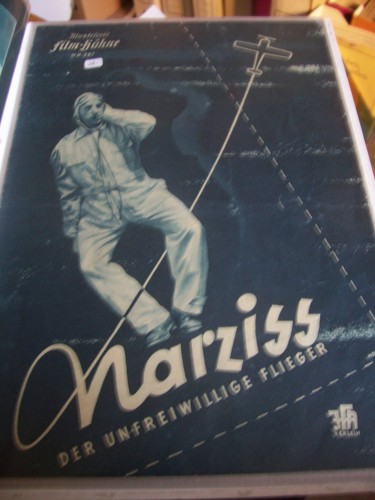 Illustrierte
Film-Bühne
Narziss
DER UNFREIWILLIGE FLIEGER